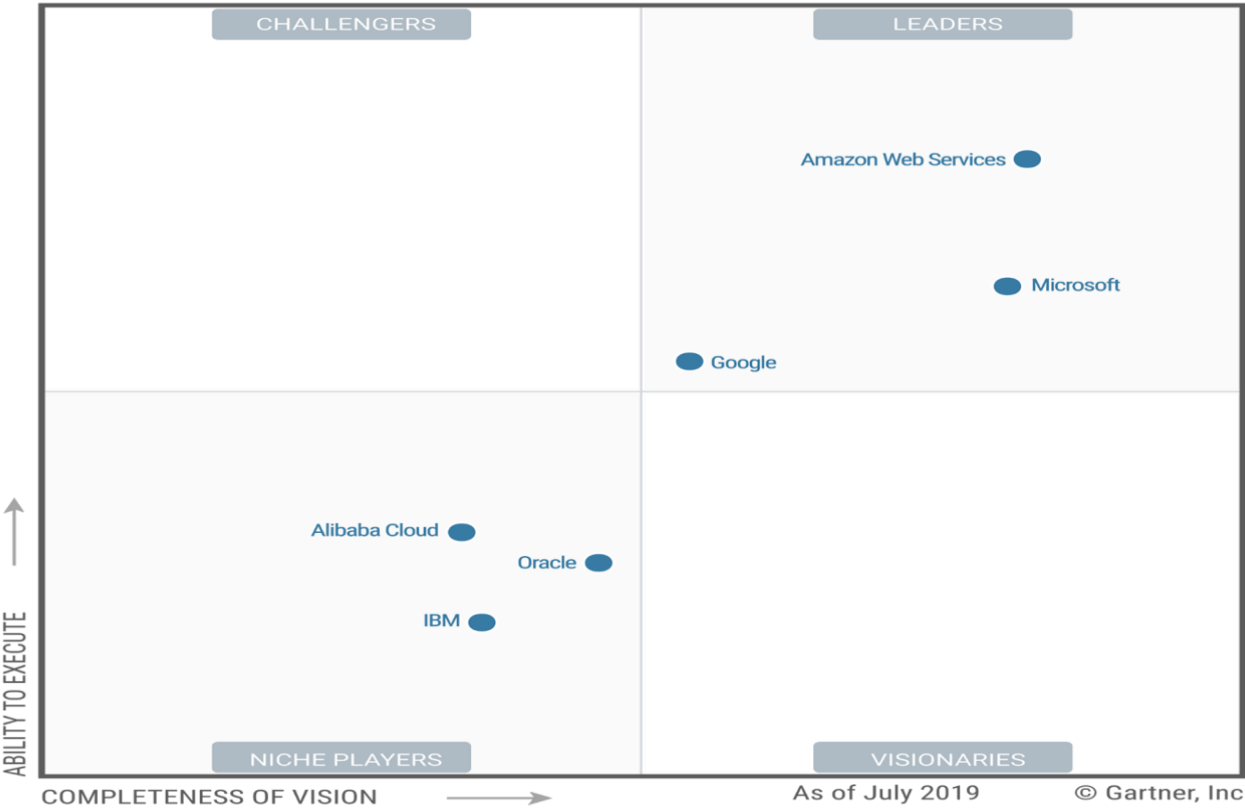 CHALLENGERS
LEADERS
Amazon Web Services
Microsoft
Google
Alibaba Cloud
Oracle
IBM
ABILITY TO EXECUTE
NICHE PLAYERS
VISIONARIES
COMPLETENESS OF VISION
As of July 2019
© Gartner, Inc